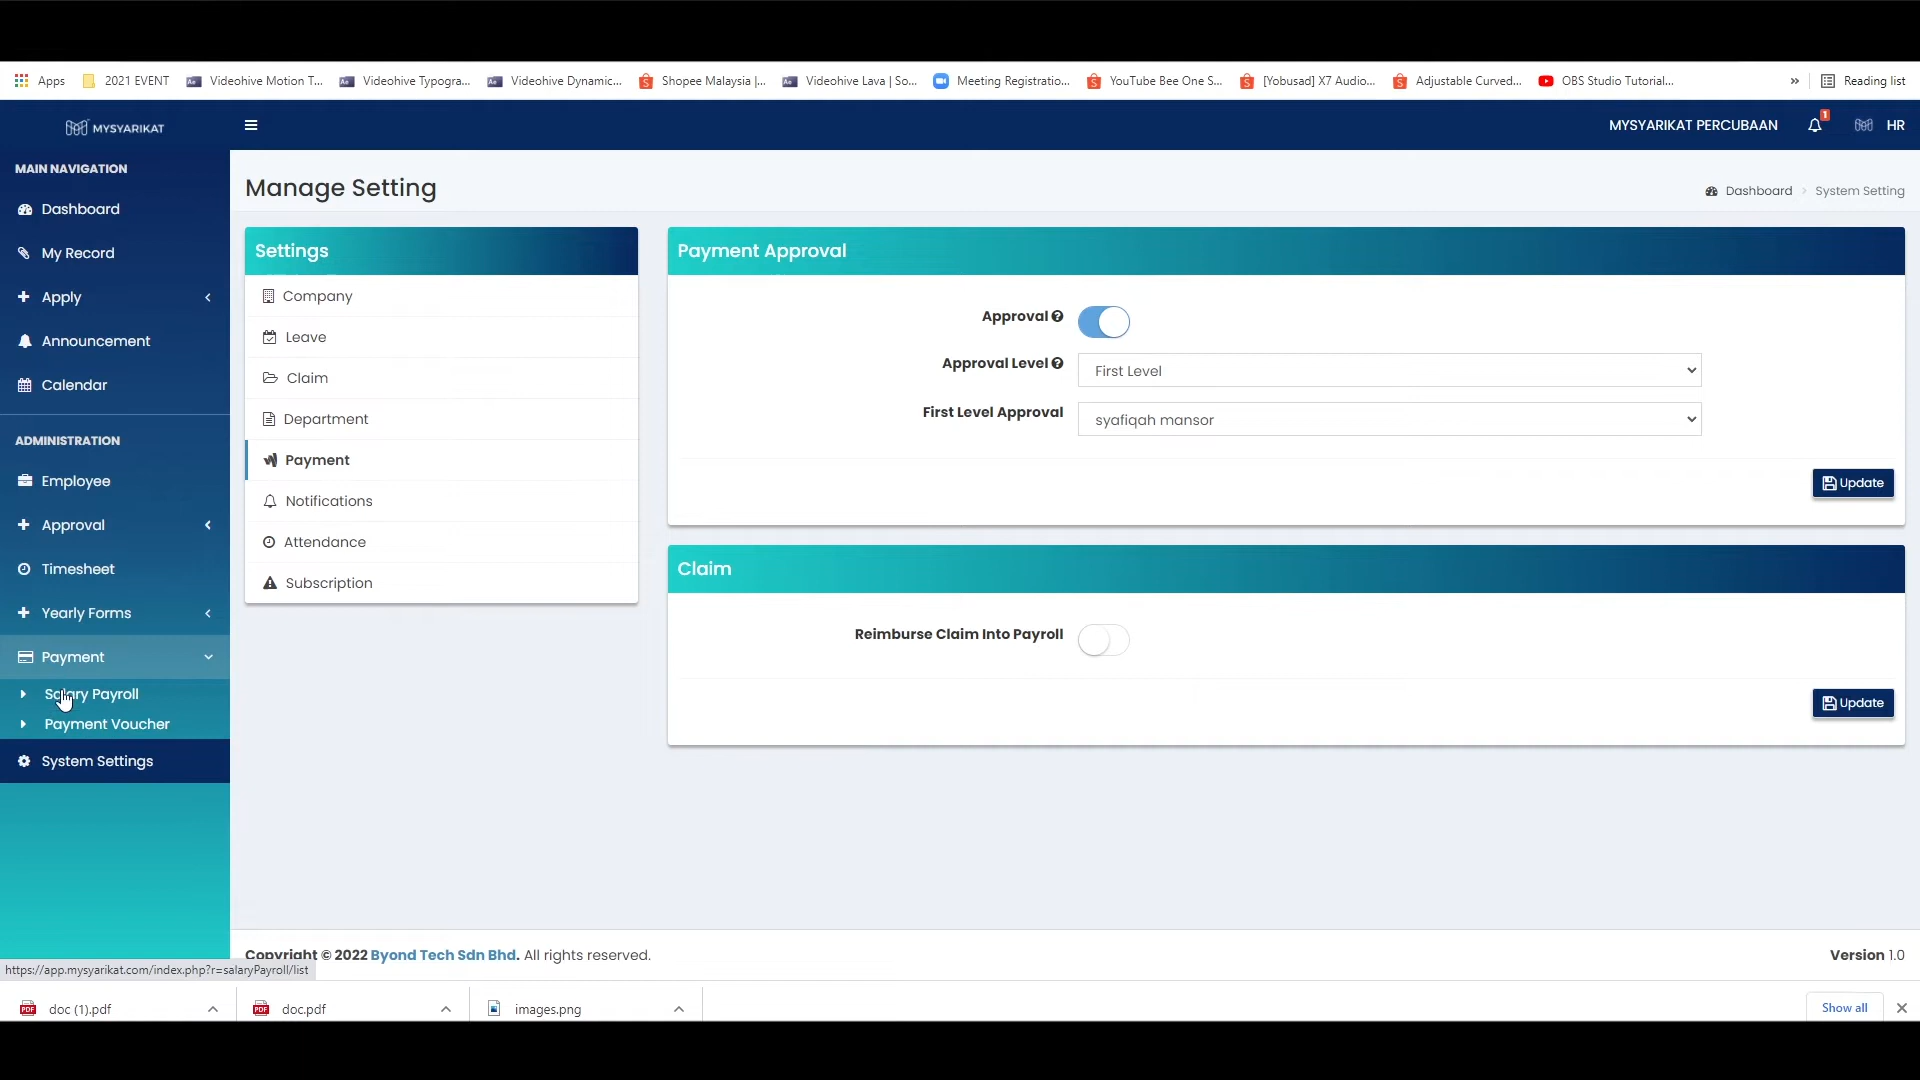 Apps 2021 EVENT Videohive Motion T... Videohive Typogra... Videohive Dynamic... Shopee Malaysia |... Videohive Lava | So... Meeting Registratio... YouTube Bee One S... [Yobusad] X7 Audio... Adjustable Curved... OBS Studio Tutorial... » Reading list
MYSYARIKAT
MYSYARIKAT PERCUBAAN 1 HR
MAIN NAVIGATION
Dashboard
My Record
Apply
Announcement
Calendar
ADMINISTRATION
Employee
Approval
Timesheet
Yearly Forms
Payment
Salary Payroll
Payment Voucher
System Settings
Manage Setting
Dashboard > System Setting
Settings
Company
Leave
Claim
Department
Payment
Notifications
Attendance
Subscription
Payment Approval
Approval
Approval Level First Level
First Level Approval syafiqah mansor
Update
Claim
Reimburse Claim Into Payroll
Update
Copyright © 2022 Byond Tech Sdn Bhd. All rights reserved.
Version 1.0
https://app.mysyarikat.com/index.php?r=salaryPayroll/list
doc (1).pdf doc.pdf images.png Show all